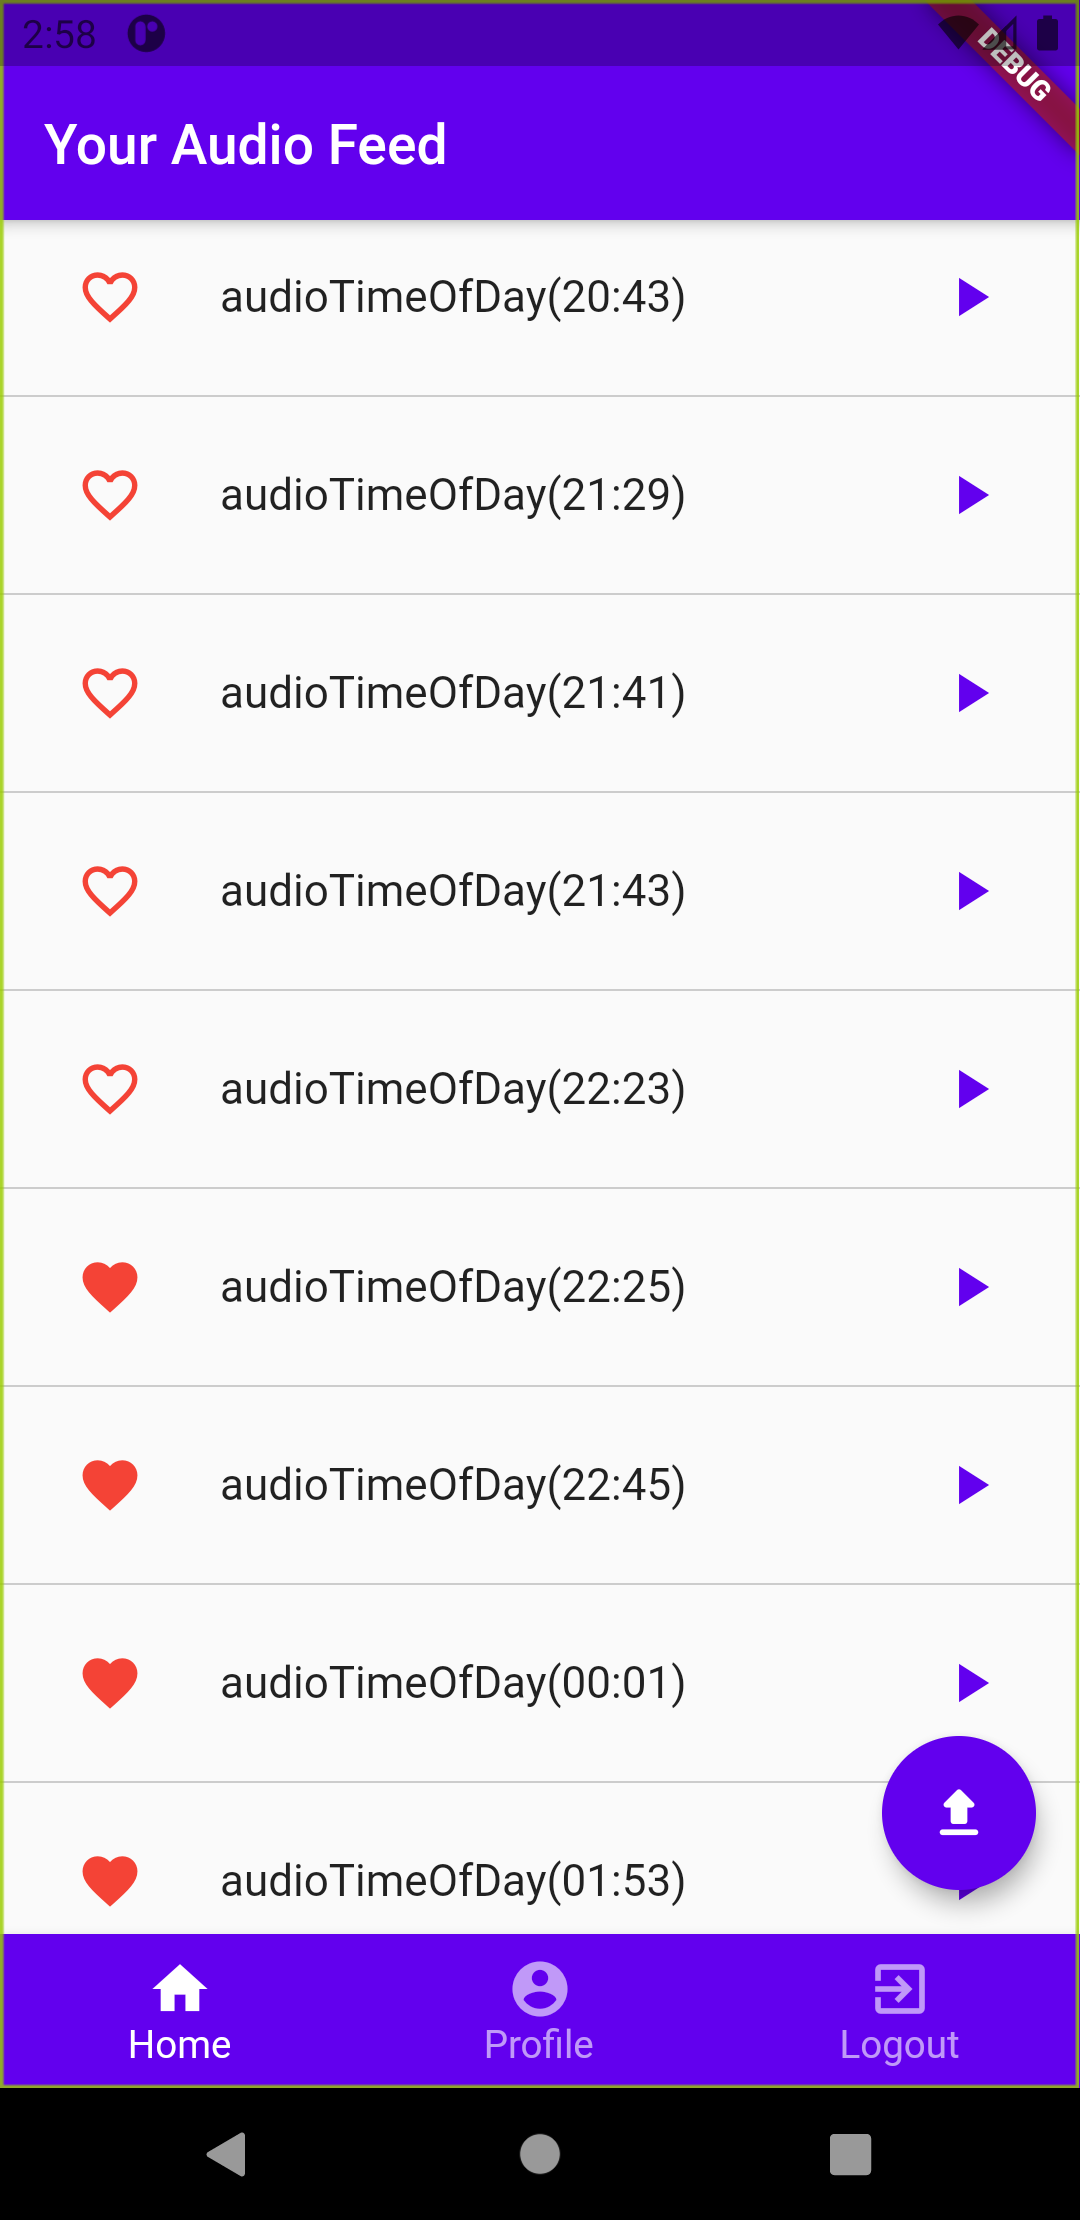 2:58
DEBUG
Your Audio Feed
audioTimeOfDay(20:43)
audioTimeOfDay(21:29)
audioTimeOfDay(21:41)
audioTimeOfDay(21:43)
audioTimeOfDay(22:23)
audioTimeOfDay(22:25)
audioTimeOfDay(22:45)
audioTimeOfDay(00:01)
audioTimeOfDay(01:53)
Home
Profile
Logout